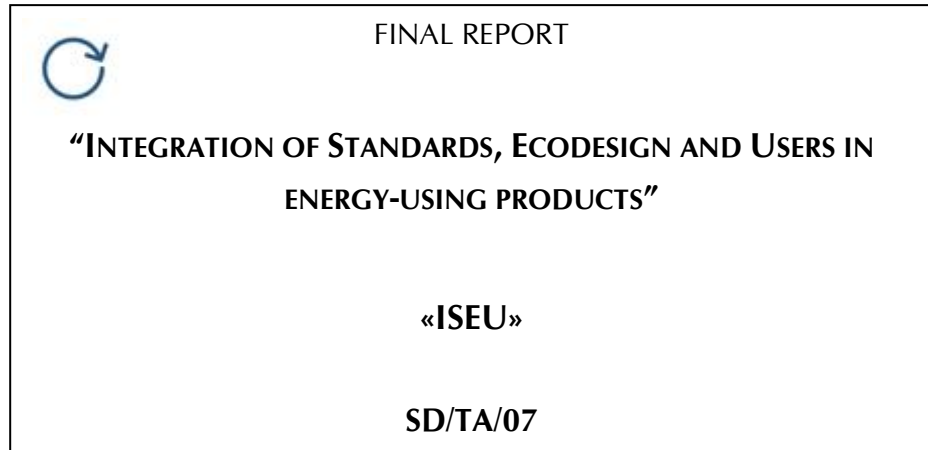 FINAL REPORT
“INTEGRATION OF STANDARDS, ECODESIGN AND USERS IN
ENERGY-USING PRODUCTS”
«ISEU»
SD/TA/07